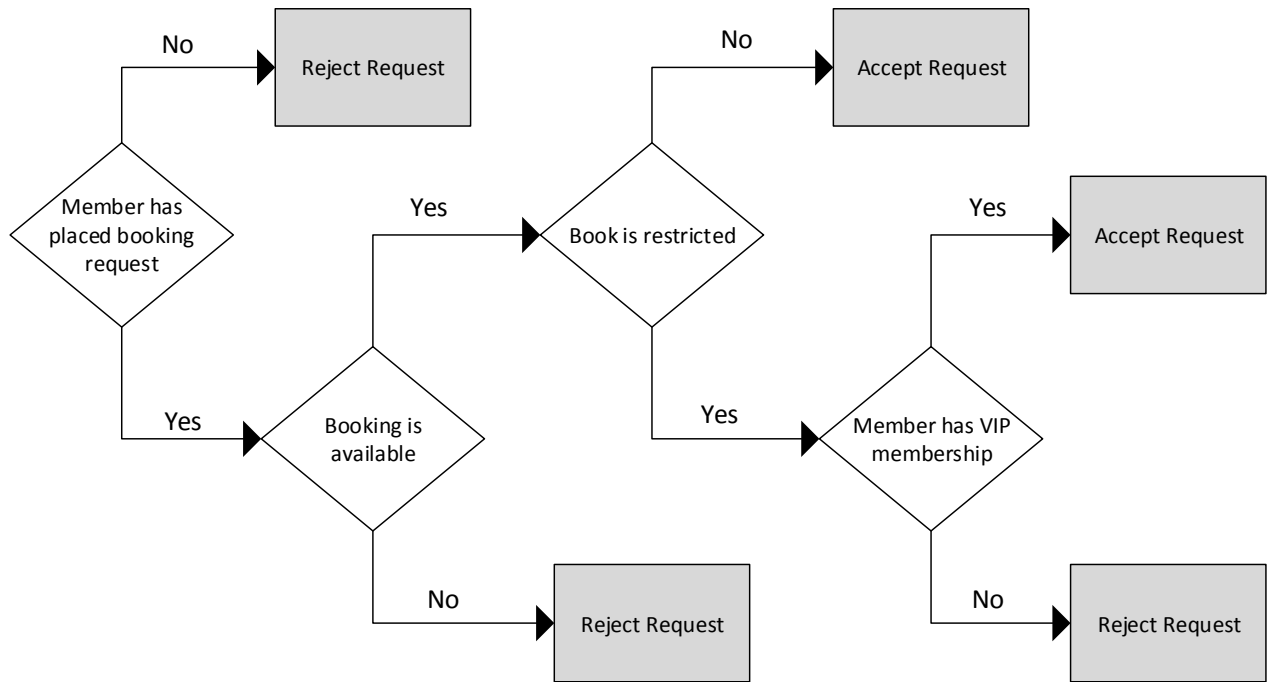 No
Reject Request
No
Accept Request
Member has
placed booking
request
Yes
Book is restricted
Yes
Accept Request
Yes
Booking is
available
Yes
Member has VIP
membership
No
Reject Request
No
Reject Request